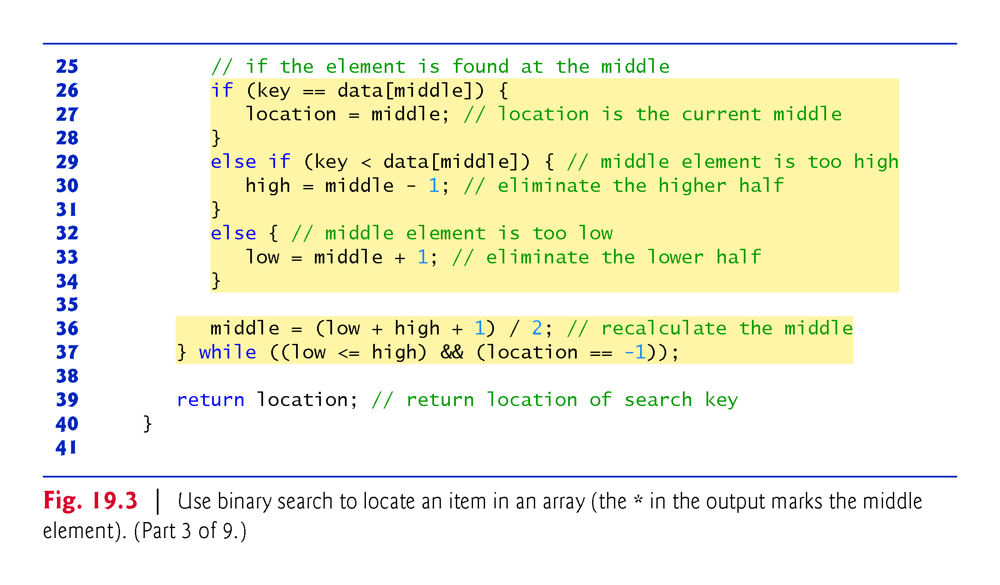 25 // if the element is found at the middle
26 if (key == data[middle]) {
27 location = middle; // location is the current middle
28 }
29 else if (key < data[middle]) { // middle element is too high
30 high = middle - 1; // eliminate the higher half
31 }
32 else { // middle element is too low
33 low = middle + 1; // eliminate the lower half
34 }
35
36 middle = (low + high + 1) / 2; // recalculate the middle
37 } while ((low <= high) && (location == -1));
38
39 return location; // return location of search key
40 }
41
Fig. 19.3 | Use binary search to locate an item in an array (the * in the output marks the middle
element). (Part 3 of 9.)